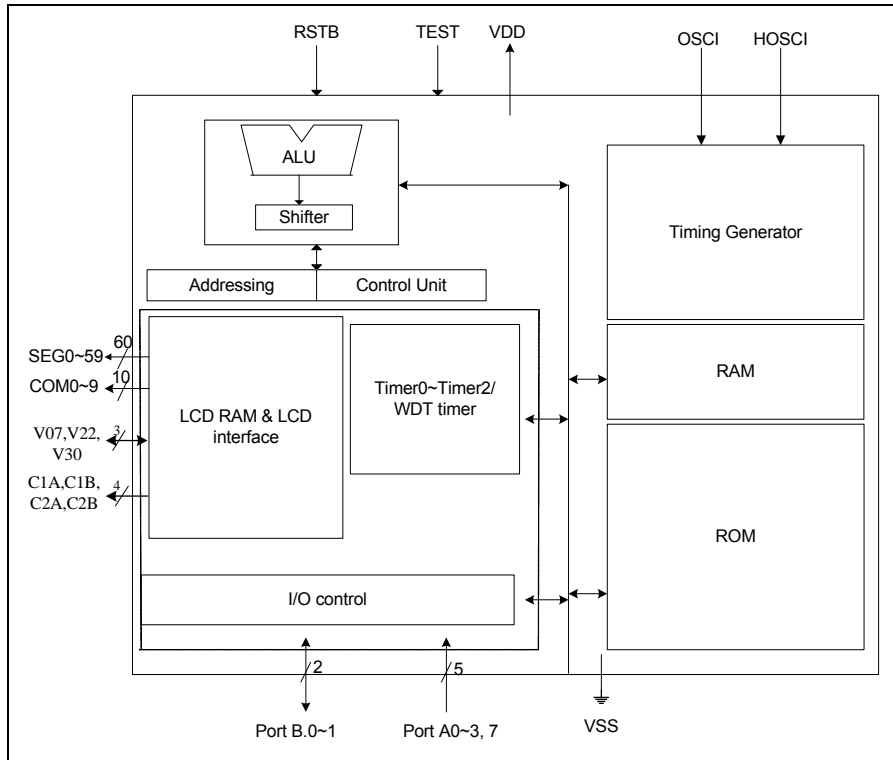 RSTB
TEST
VDD
OSCI
HOSCI
ALU
Shifter
Timing Generator
Addressing
Control Unit
SEG0~59
60
COM0~9
10
V07,V22,
V30
3
C1A,C1B,
C2A,C2B
4
LCD RAM & LCD
interface
Timer0~Timer2/
WDT timer
RAM
ROM
I/O control
2
5
Port B.0~1
Port A0~3, 7
VSS